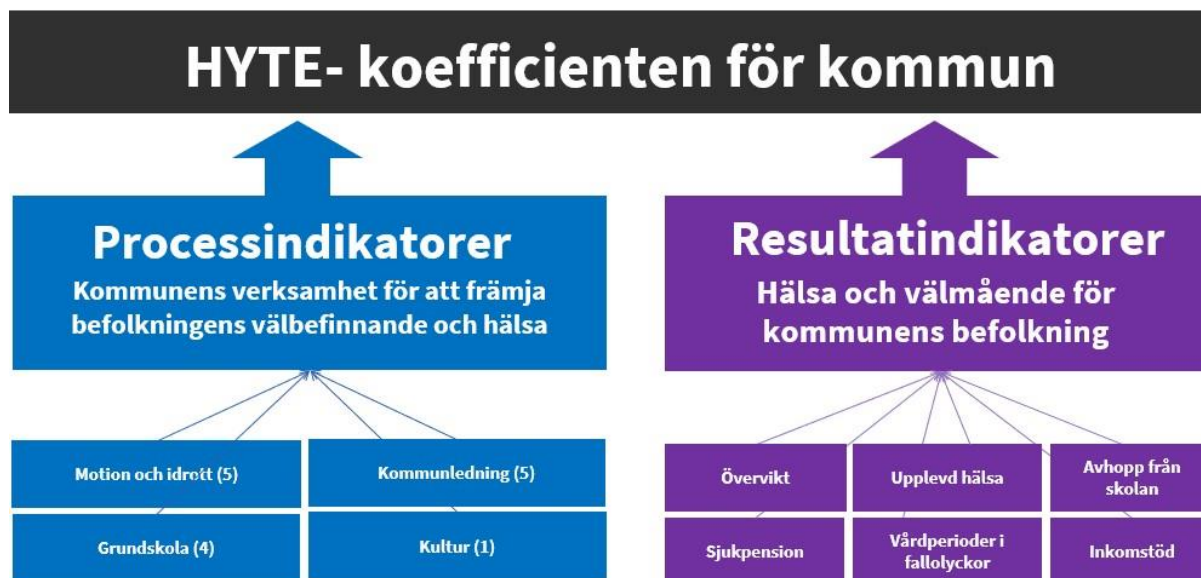 HYTE- koefficienten för kommun
Processindikatorer
Kommunens verksamhet för att främja
befolkningens välbefinnande och hälsa
Motion och idrott (5)
Kommunledning (5)
Grundskola (4)
Kultur (1)
Resultatindikatorer
Hälsa och välmående för
kommunens befolkning
Övervikt
Upplevd hälsa
Avhopp från
skolan
Sjukpension
Vårdperioder i
fallolyckor
Inkomstöd